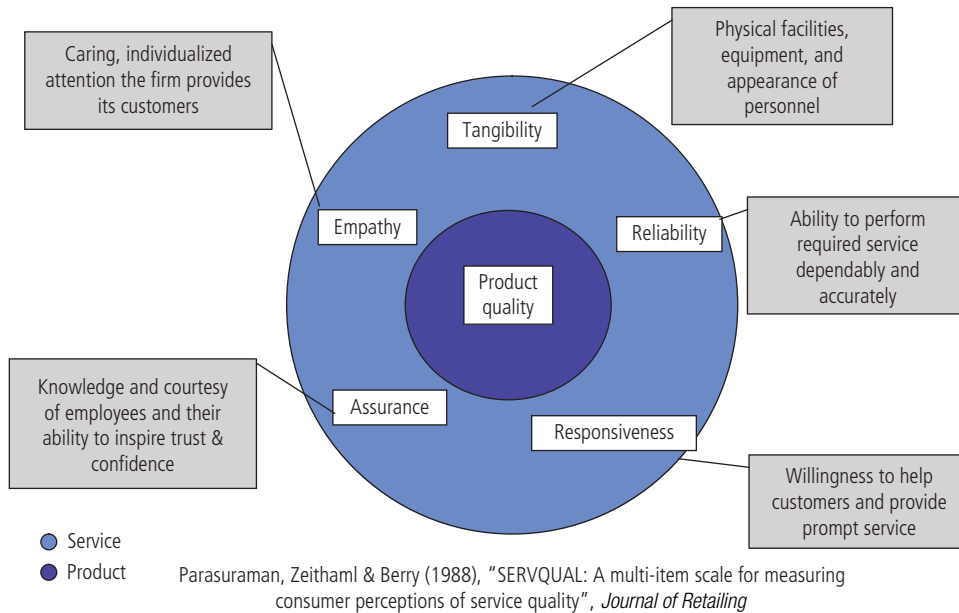 Caring, individualized
attention the firm provides
its customers
Physical facilities,
equipment, and
appearance of
personnel
Tangibility
Empathy
Reliability
Ability to perform
required service
dependably and
accurately
Product
quality
Knowledge and courtesy
of employees and their
ability to inspire trust &
confidence
Assurance
Responsiveness
Willingness to help
customers and provide
prompt service
Service
Product
Parasuraman, Zeithaml & Berry (1988), “SERVQUAL: A multi-item scale for measuring
consumer perceptions of service quality”, Journal of Retailing